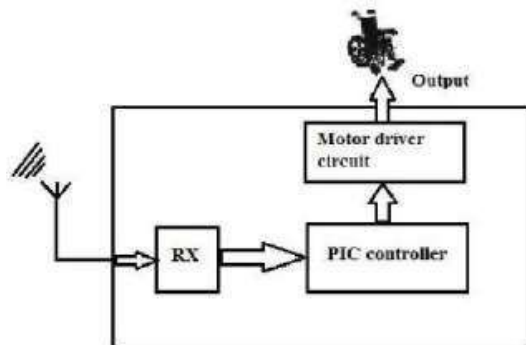 Output
Motor driver
circuit
RX
PIC controller